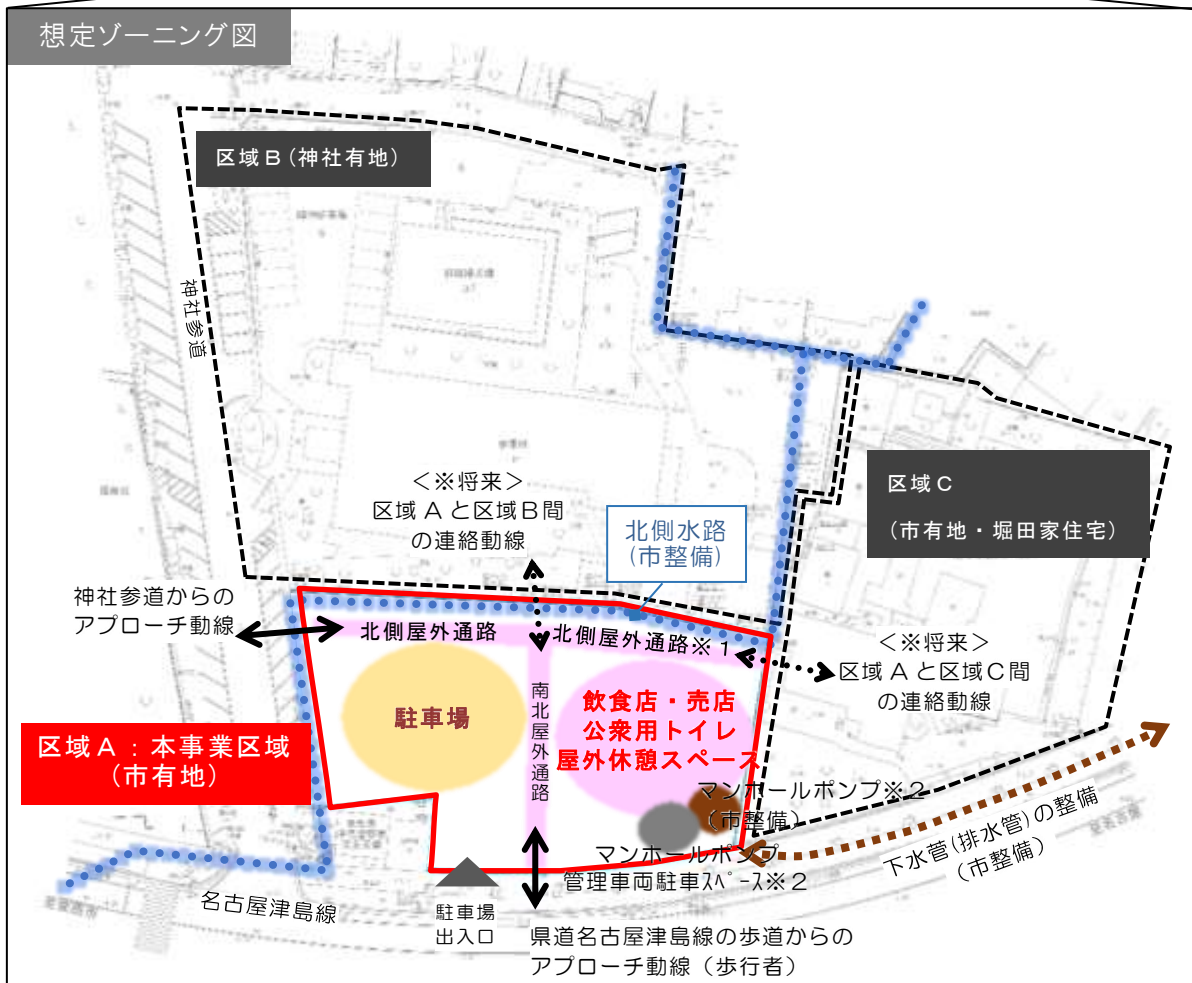 想定ゾーニング図
区域B(神社有地)
神社参道
<※将来>
区域Aと区域B間
の連絡動線
北側水路
(市整備)
区域C
(市有地・堀田家住宅)
神社参道からの
アプローチ動線
北側屋外通路
北側屋外通路※1
<※将来>
区域Aと区域C間
の連絡動線
駐車場
南北屋外通路
飲食店・売店
公衆用トイレ
屋外休憩スペース
区域A:本事業区域
(市有地)
マンホールポンプ※2
(市整備)
マンホールポンプ
管理車両駐車スペース※2
下水管(排水管)の整備
(市整備)
名古屋津島線
駐車場
出入口
県道名古屋津島線の歩道からの
アプローチ動線(歩行者)